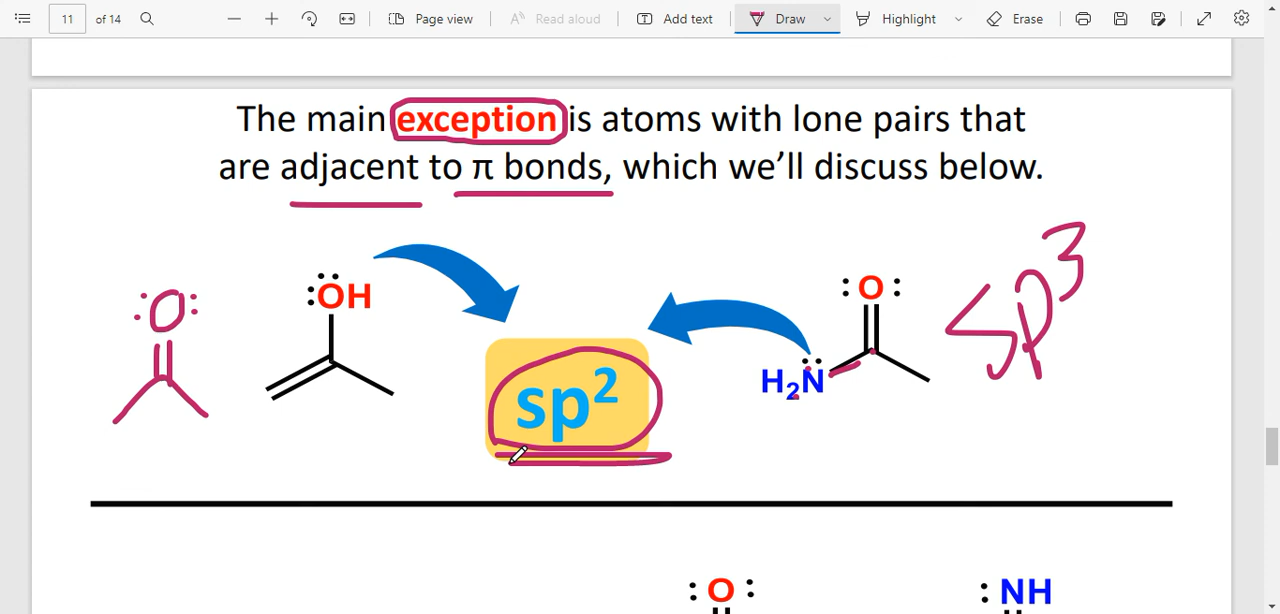 11 of 14 Page view Read aloud Add text Draw Highlight Erase
The main exception is atoms with lone pairs that
are adjacent to π bonds, which we'll discuss below.
:O: :ÖH :O: sp³
sp² H₂N̈
:O: :NH